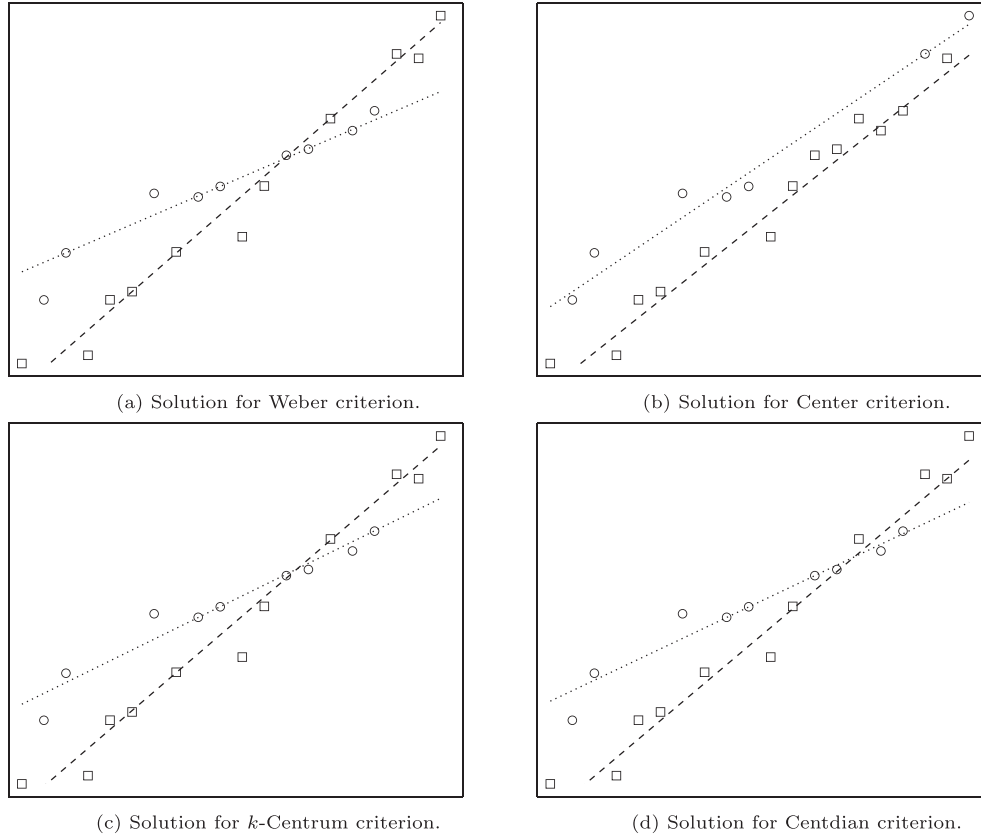 (a) Solution for Weber criterion.
(b) Solution for Center criterion.
(c) Solution for k-Centrum criterion.
(d) Solution for Centdian criterion.